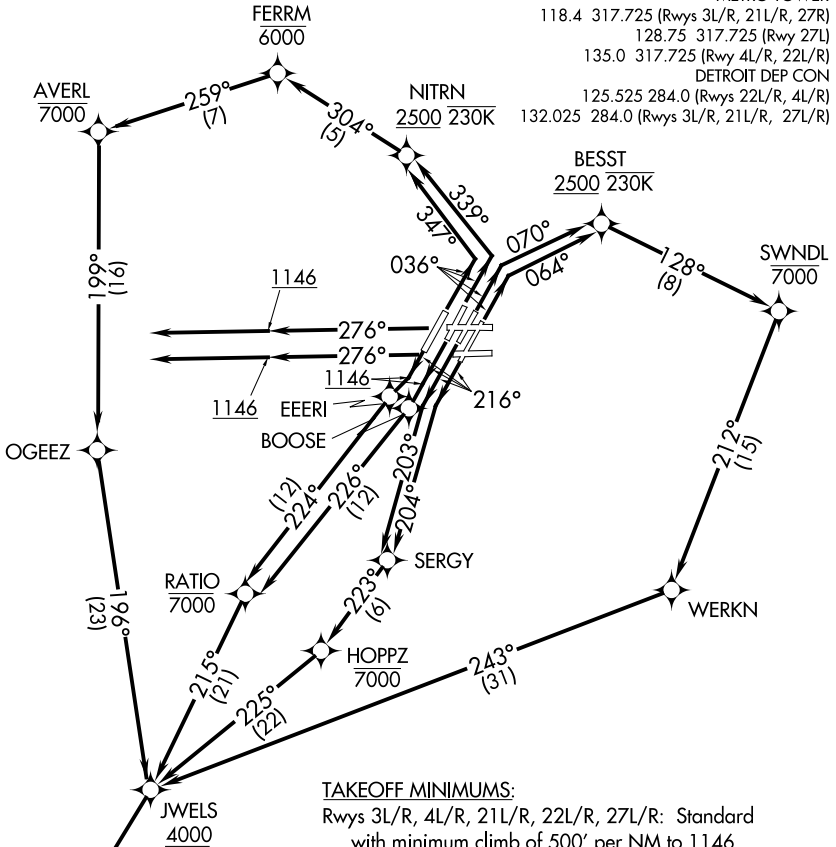 METRO TOWER
118.4 317.725 (Rwys 3L/R, 21L/R, 27R)
128.75 317.725 (Rwy 27L)
135.0 317.725 (Rwy 4L/R, 22L/R)
DETROIT DEP CON
125.525 284.0 (Rwys 22L/R, 4L/R)
132.025 284.0 (Rwys 3L/R, 21L/R, 27L/R)
FERRM
6000
AVERL
7000
259°
(7)
NITRN
2500 230K
304°
(5)
BESST
2500 230K
339°
347°
070°
064°
128°
(8)
SWNDL
7000
036°
199°
(16)
1146
276°
276°
1146
1146
216°
EEERI
BOOSE
OGEEZ
203°
204°
212°
(15)
(12)
224°
226°
(12)
SERGY
RATIO
7000
223°
(6)
WERKN
196°
(23)
HOPPZ
7000
243°
(31)
215°
(21)
225°
(22)
JWELS
4000
TAKEOFF MINIMUMS:
Rwys 3L/R, 4L/R, 21L/R, 22L/R, 27L/R: Standard
with minimum climb of 500' per NM to 1146